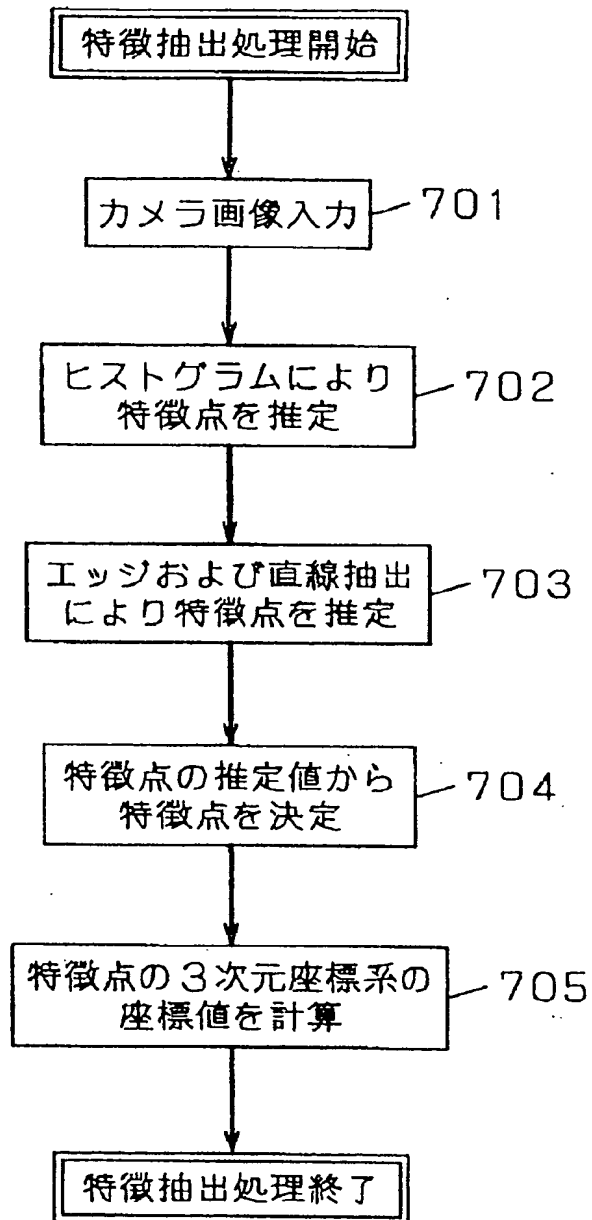 特徴抽出処理開始
カメラ画像入力
701
ヒストグラムにより
特徴点を推定
702
エッジおよび直線抽出
により特徴点を推定
703
特徴点の推定値から
特徴点を決定
704
特徴点の3次元座標系の
座標値を計算
705
特徴抽出処理終了